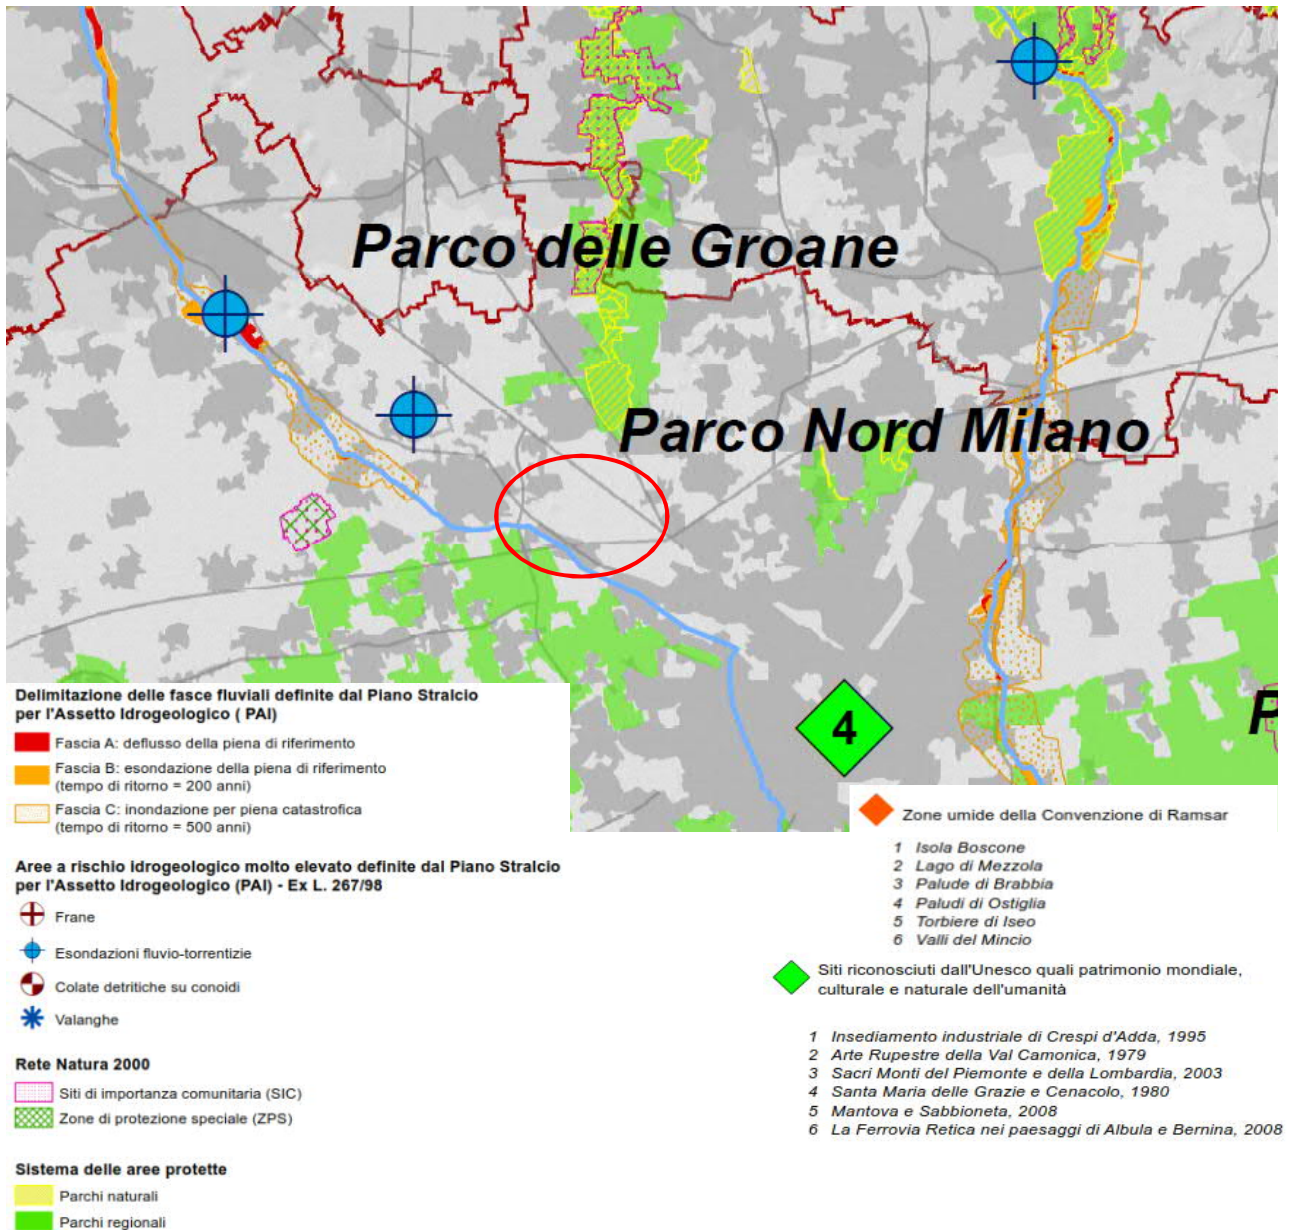 Parco delle Groane
Parco Nord Milano
P
4
Delimitazione delle fasce fluviali definite dal Piano Stralcio
per l'Assetto Idrogeologico ( PAI)
Fascia A: deflusso della piena di riferimento
Fascia B: esondazione della piena di riferimento
(tempo di ritorno = 200 anni)
Fascia C: inondazione per piena catastrofica
(tempo di ritorno = 500 anni)
Aree a rischio idrogeologico molto elevato definite dal Piano Stralcio
per l'Assetto Idrogeologico (PAI) - Ex L. 267/98
Frane
Esondazioni fluvio-torrentizie
Colate detritiche su conoidi
Valanghe
Rete Natura 2000
Siti di importanza comunitaria (SIC)
Zone di protezione speciale (ZPS)
Sistema delle aree protette
Parchi naturali
Parchi regionali
Zone umide della Convenzione di Ramsar
1 Isola Boscone
2 Lago di Mezzola
3 Palude di Brabbia
4 Paludi di Ostiglia
5 Torbiere di Iseo
6 Valli del Mincio
Siti riconosciuti dall'Unesco quali patrimonio mondiale,
culturale e naturale dell'umanità
1 Insediamento industriale di Crespi d'Adda, 1995
2 Arte Rupestre della Val Camonica, 1979
3 Sacri Monti del Piemonte e della Lombardia, 2003
4 Santa Maria delle Grazie e Cenacolo, 1980
5 Mantova e Sabbioneta, 2008
6 La Ferrovia Retica nei paesaggi di Albula e Bernina, 2008